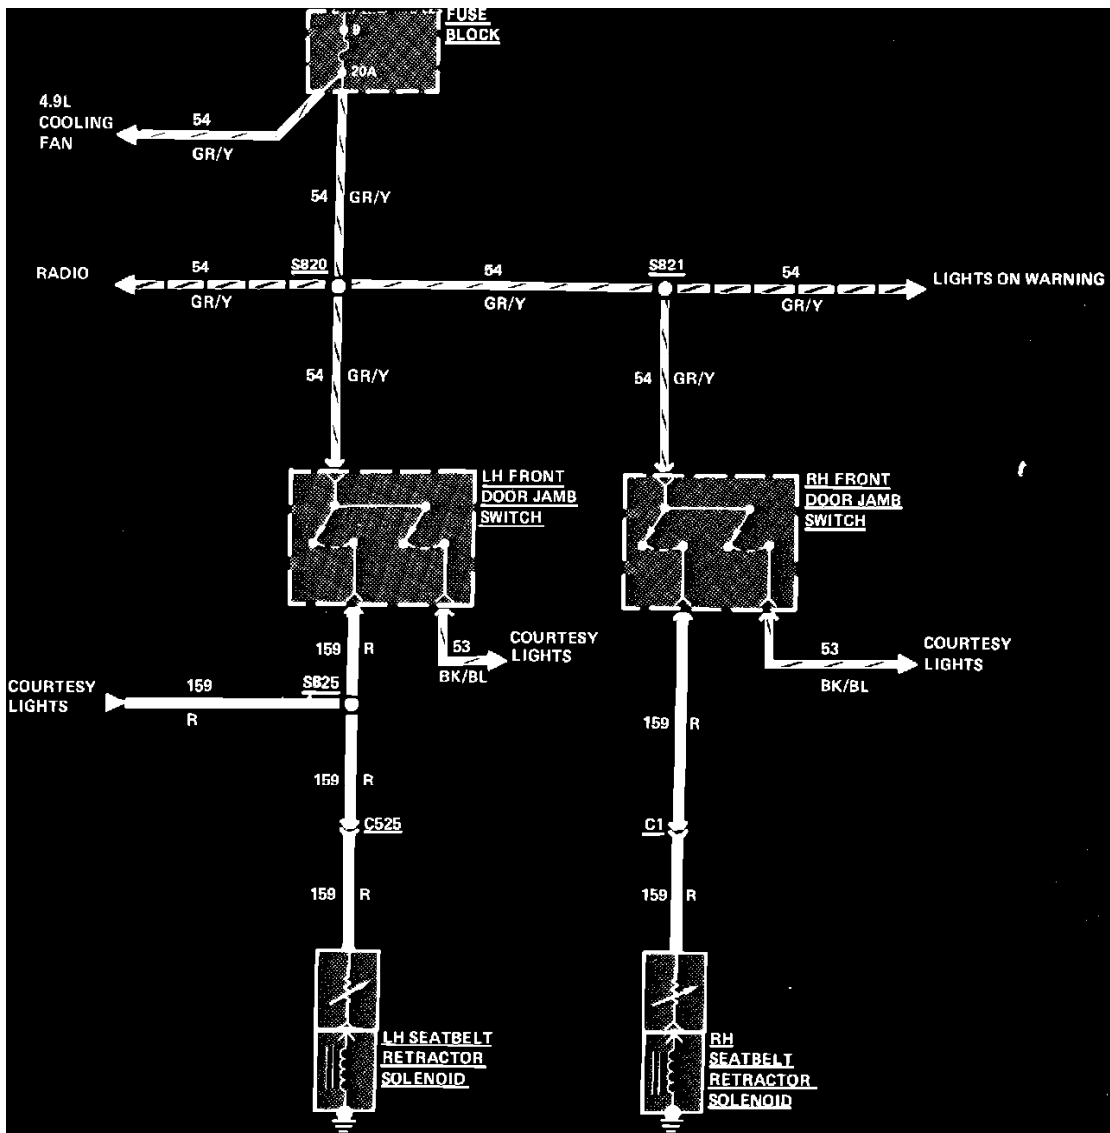 FUSE
BLOCK
9
20A
4.9L
COOLING
FAN
54
GR/Y
54 GR/Y
RADIO
54
GR/Y
S820
54
GR/Y
S821
54
GR/Y
LIGHTS ON WARNING
54 GR/Y
54 GR/Y
LH FRONT
DOOR JAMB
SWITCH
RH FRONT
DOOR JAMB
SWITCH
159 R
53
BK/BL
COURTESY
LIGHTS
53
BK/BL
COURTESY
LIGHTS
COURTESY
LIGHTS
159
R
S825
159 R
159 R
C525
C1
159 R
159 R
LH SEATBELT
RETRACTOR
SOLENOID
RH
SEATBELT
RETRACTOR
SOLENOID